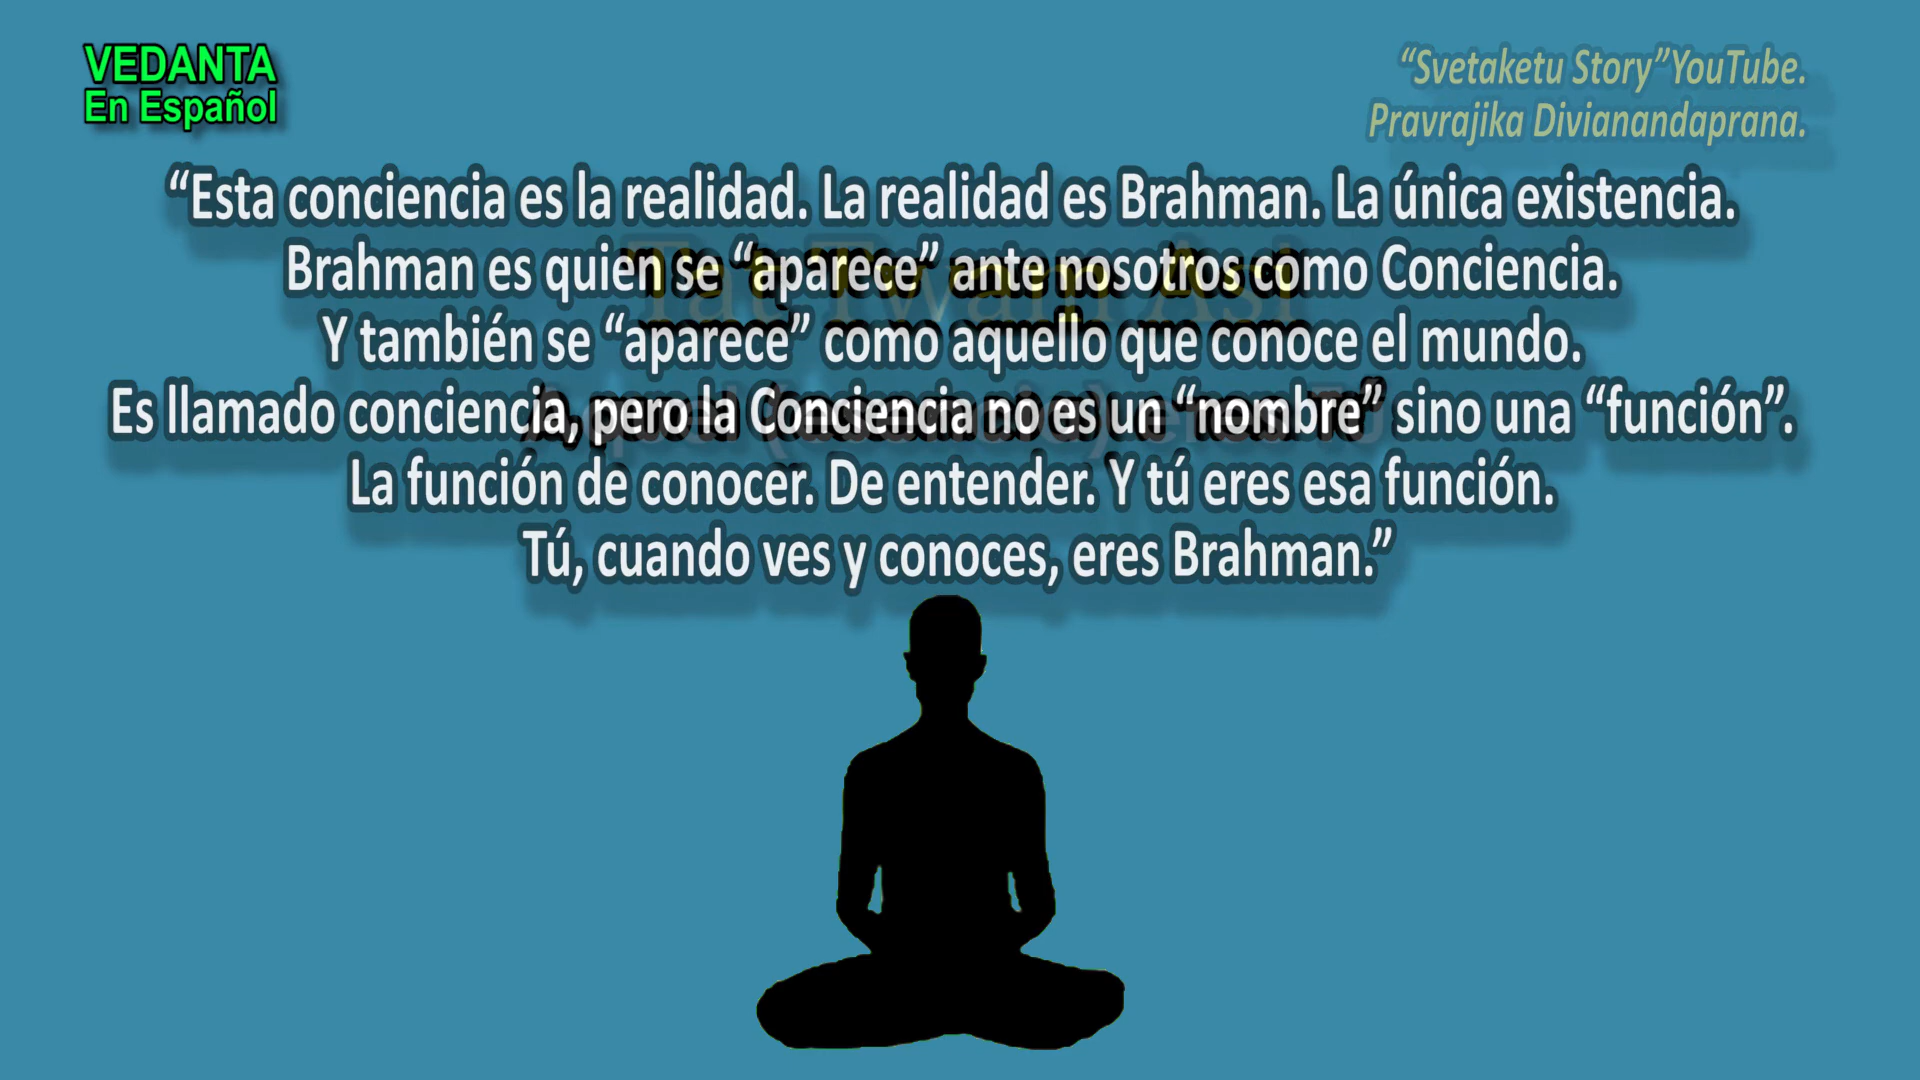 VEDANTA
En Español
“Svetaketu Story”YouTube.
Pravrajika Divianandaprana.
“Esta conciencia es la realidad. La realidad es Brahman. La única existencia.
Brahman es quien se “aparece” ante nosotros como Conciencia.
Y también se “aparece” como aquello que conoce el mundo.
Es llamado conciencia, pero la Conciencia no es un “nombre” sino una “función”.
La función de conocer. De entender. Y tú eres esa función.
Tú, cuando ves y conoces, eres Brahman.”
Tat Twam Asi